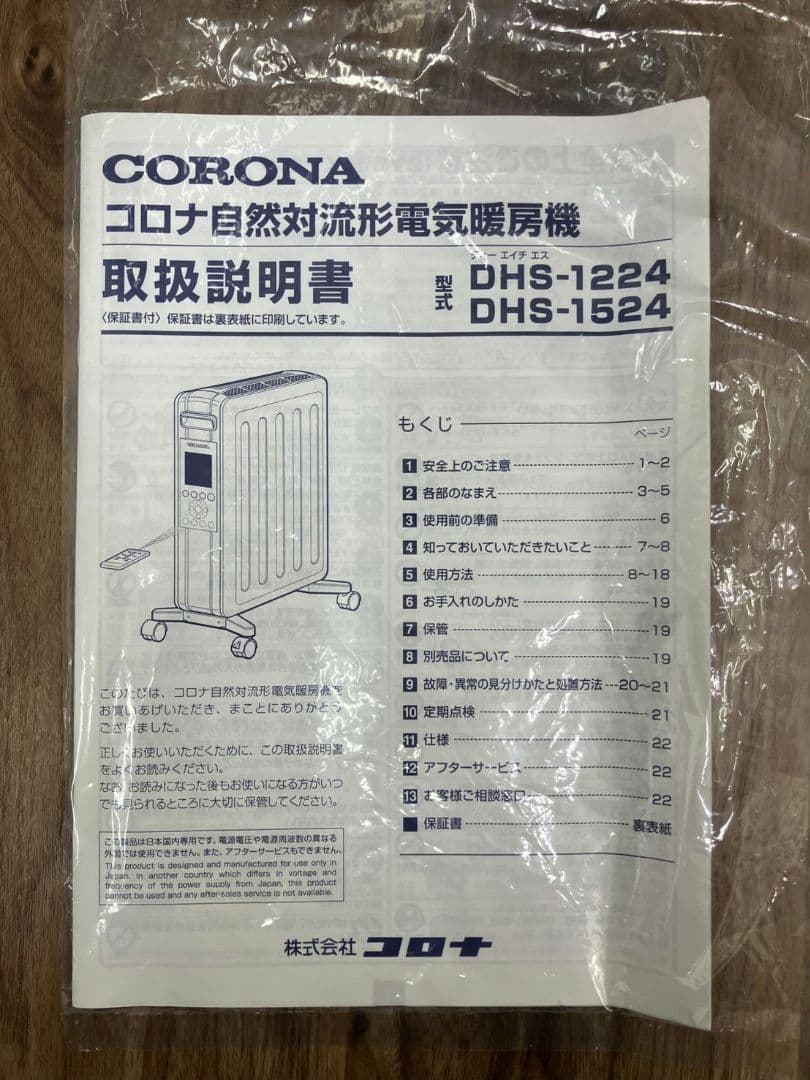 CORONA
コロナ自然対流形電気暖房機
取扱説明書
〈保証書付〉保証書は裏表紙に印刷しています。
型式
ディー エイチ エス
DHS-1224
DHS-1524
もくじ
ページ
1 安全上のご注意 1〜2
2 各部のなまえ 3〜5
3 使用前の準備 6
4 知っておいていただきたいこと 7〜8
5 使用方法 8〜18
6 お手入れのしかた 19
7 保管 19
8 別売品について 19
9 故障・異常の見分けかたと処置方法 20〜21
10 定期点検 21
11 仕様 22
12 アフターサービス 22
13 お客様ご相談窓口 22
■ 保証書 裏表紙
このたびは、コロナ自然対流形電気暖房機を
お買いあげいただき、まことにありがとう
ございました。
正しくお使いいただくために、この取扱説明書
をよくお読みください。
なお、お読みになった後もお使いになる方がいつ
でも見られるところに大切に保管してください。
この製品は日本国内専用です。電源電圧や電源周波数の異なる
外国では使用できません。また、アフターサービスもできません。
This product is designed and manufactured for use only in
Japan. In another country which differs in voltage and
frequency of the power supply from Japan, this product
cannot be used and any after-sales service is not available.
株式会社 コロナ